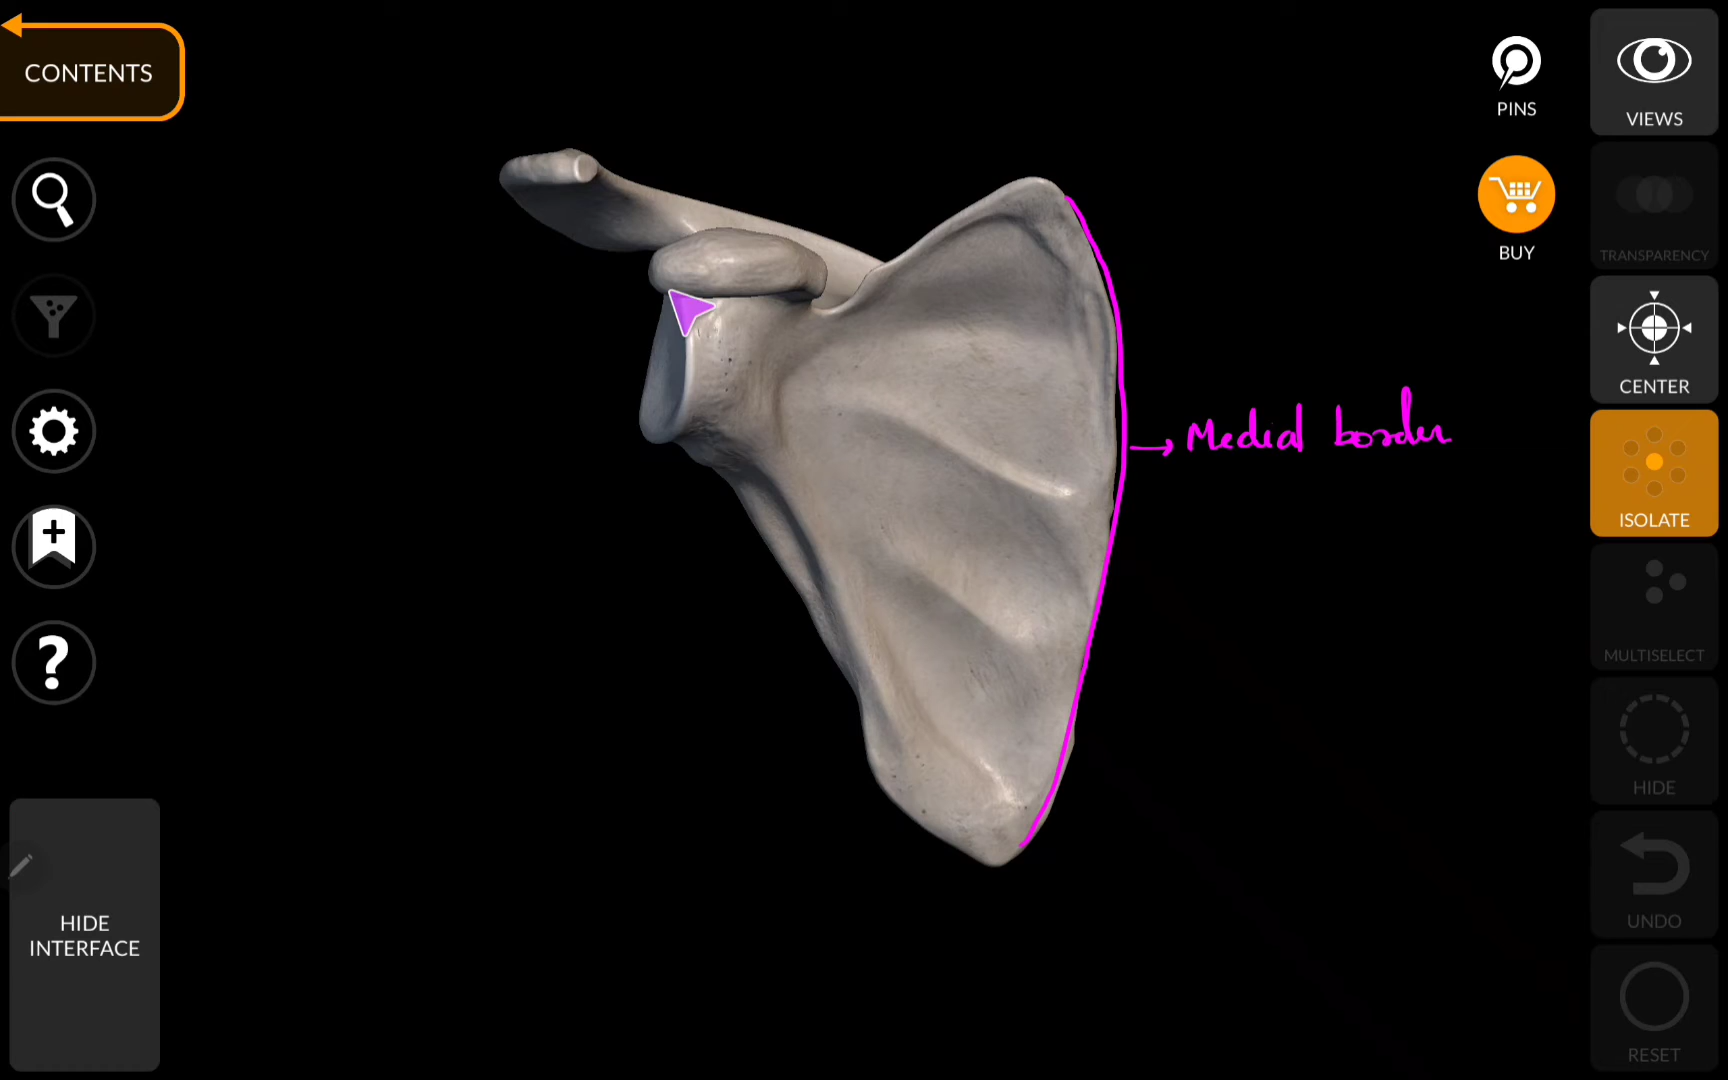 CONTENTS
PINS
VIEWS
BUY
TRANSPARENCY
CENTER
Medial border
ISOLATE
MULTISELECT
HIDE
HIDE
INTERFACE
UNDO
RESET